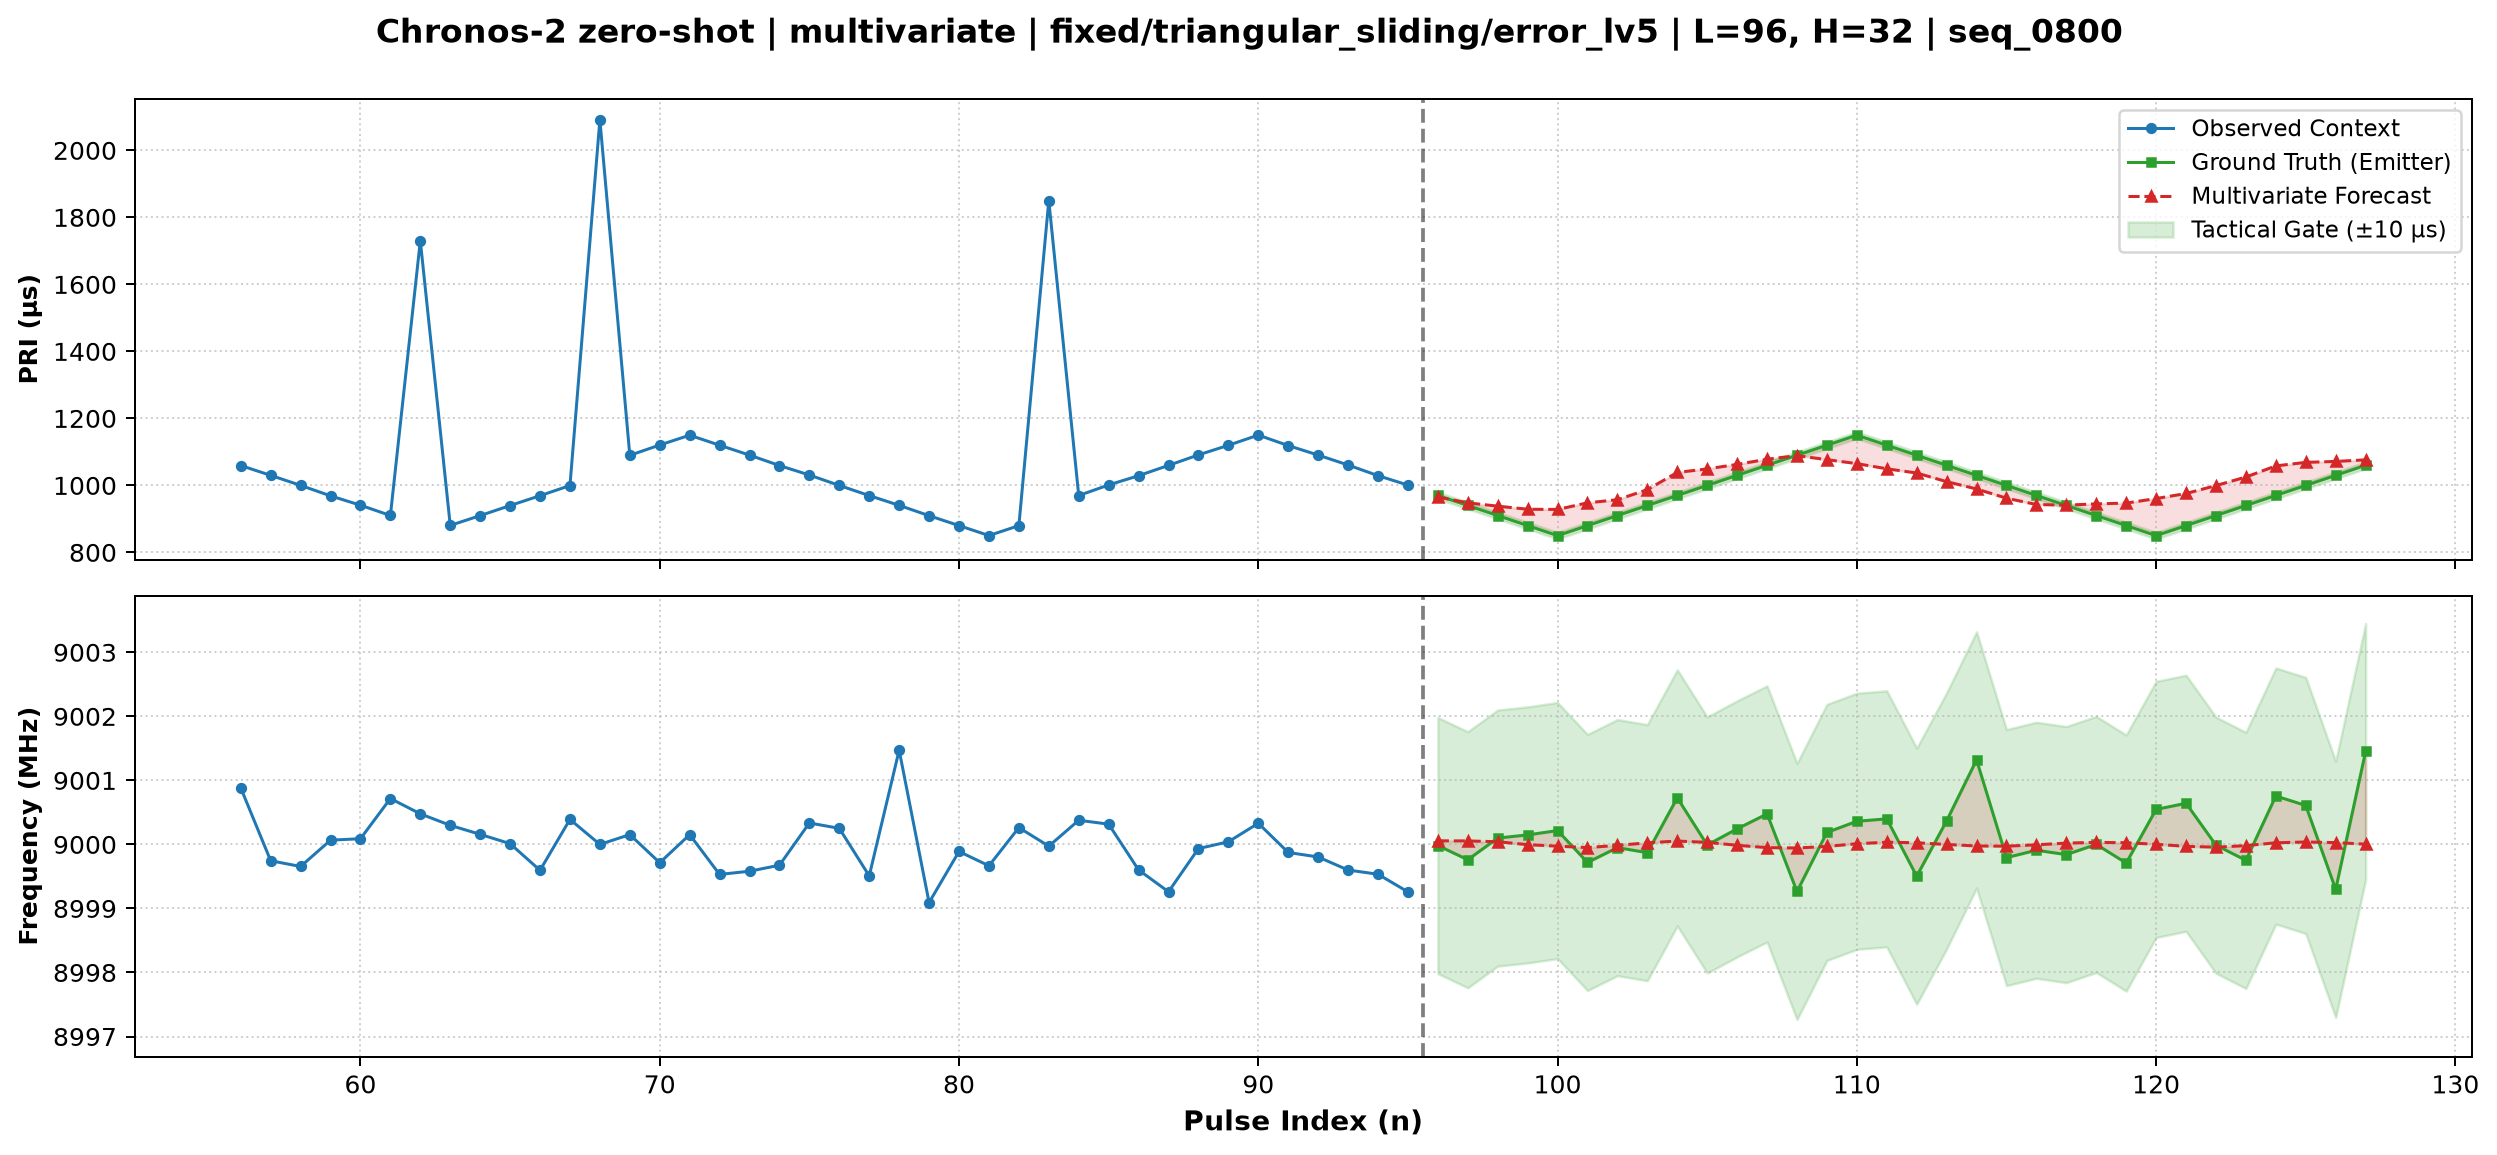 Chronos-2 zero-shot | multivariate | fixed/triangular_sliding/error_lv5 | L=96, H=32 | seq_0800
PRI (µs)
2000
1800
1600
1400
1200
1000
800
Observed Context
Ground Truth (Emitter)
Multivariate Forecast
Tactical Gate (±10 µs)
Frequency (MHz)
9003
9002
9001
9000
8999
8998
8997
60 70 80 90 100 110 120 130
Pulse Index (n)